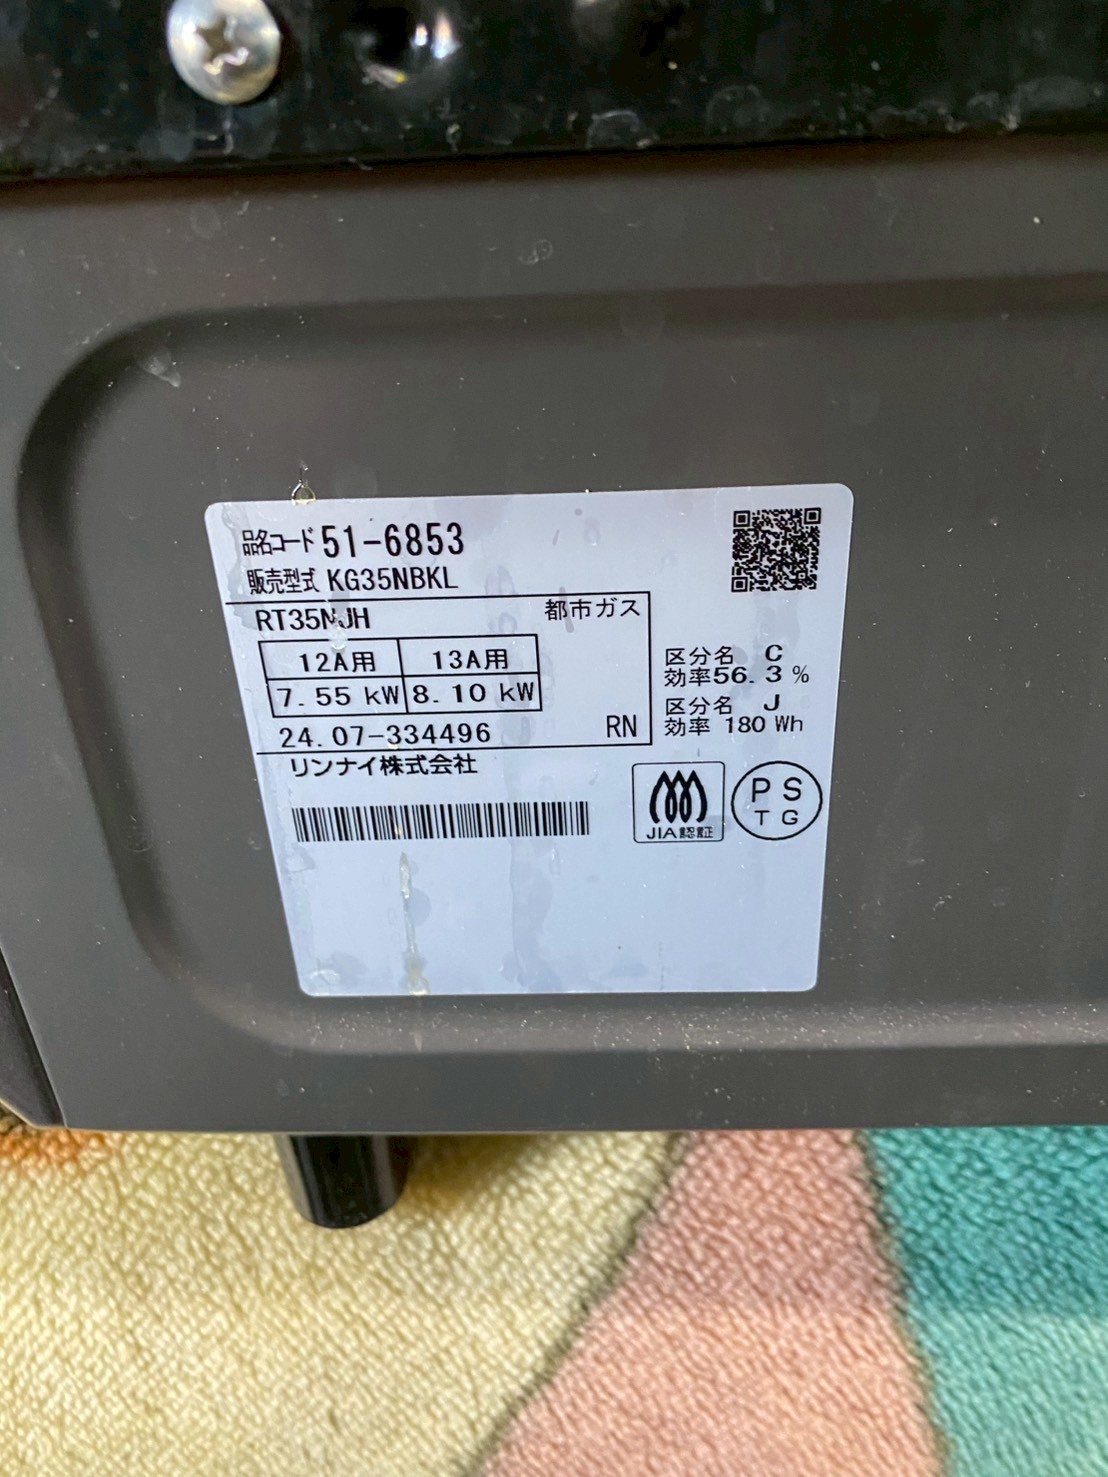 品名コード 51-6853
販売型式 KG35NBKL
RT35NJH 都市ガス
12A用 13A用
7.55 kW 8.10 kW
24.07-334496 RN
リンナイ株式会社
区分名 C
効率56.3 %
区分名 J
効率 180 Wh
JIA認証
PS
TG